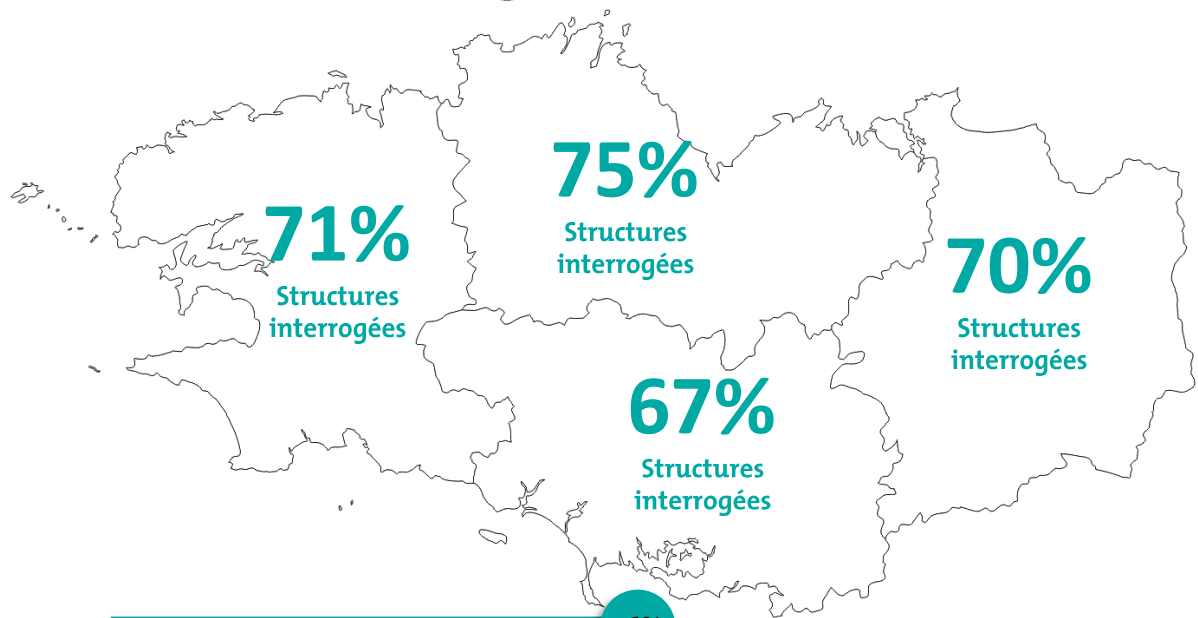 75%
Structures
interrogées
71%
Structures
interrogées
70%
Structures
interrogées
67%
Structures
interrogées